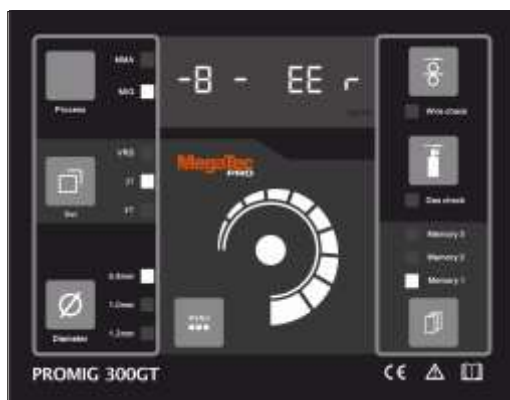 MMA
MIG
Process
-8 - EE r
Wire check
VRD
2T
4T
Set
MegaTec
PRO
Gas check
Memory 3
Memory 2
Memory 1
0.8mm
1.0mm
1.2mm
Diameter
MENU
PROMIG 300GT
CE